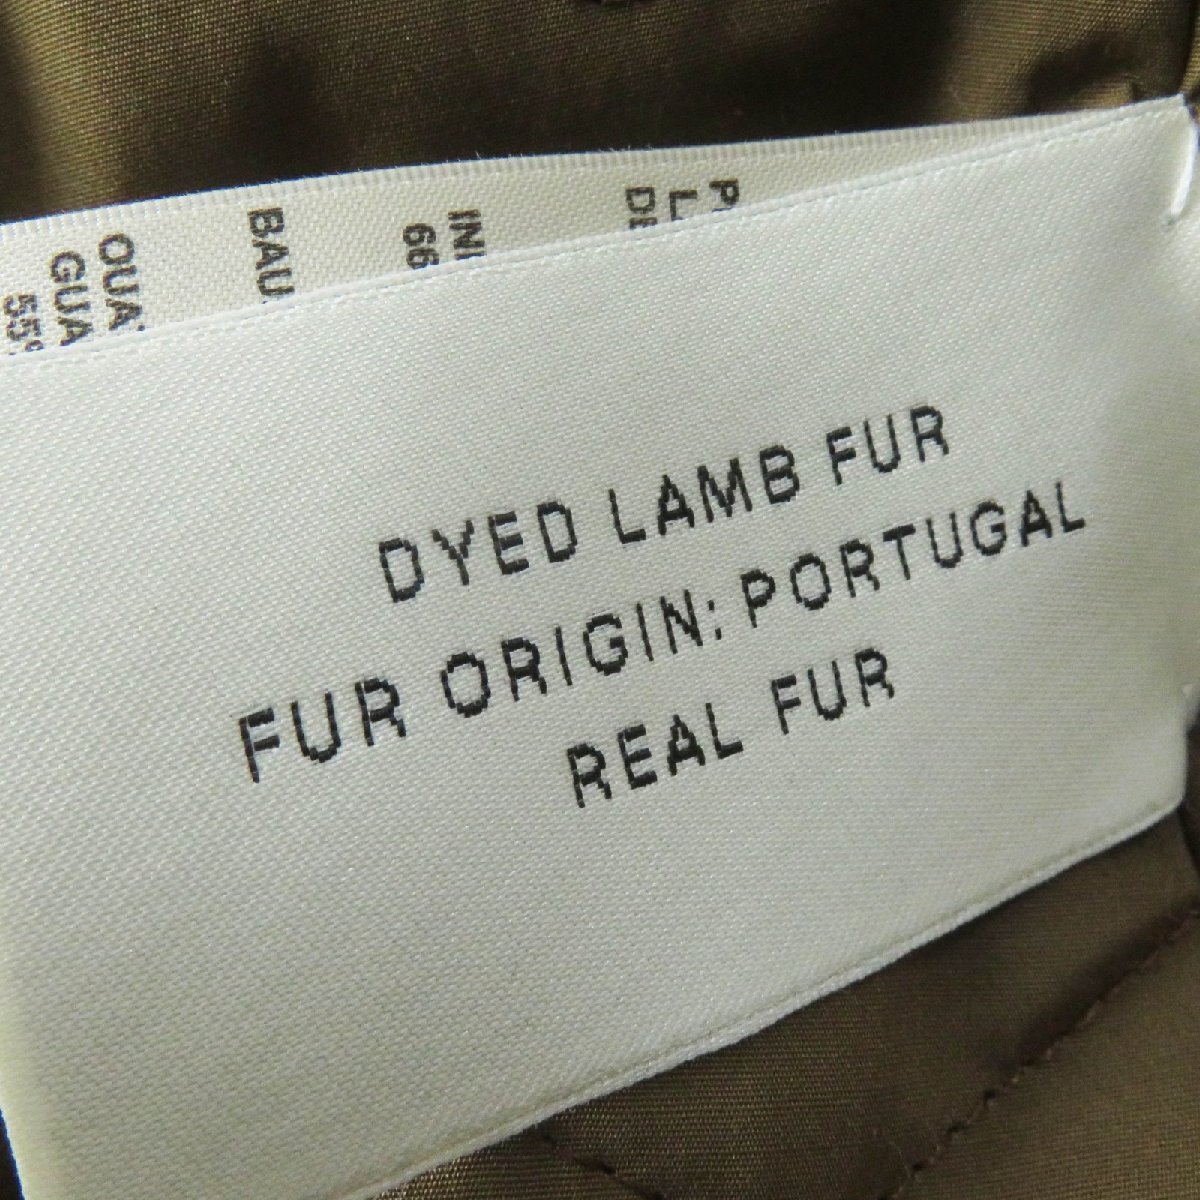 DYED LAMB FUR
FUR ORIGIN: PORTUGAL
REAL FUR